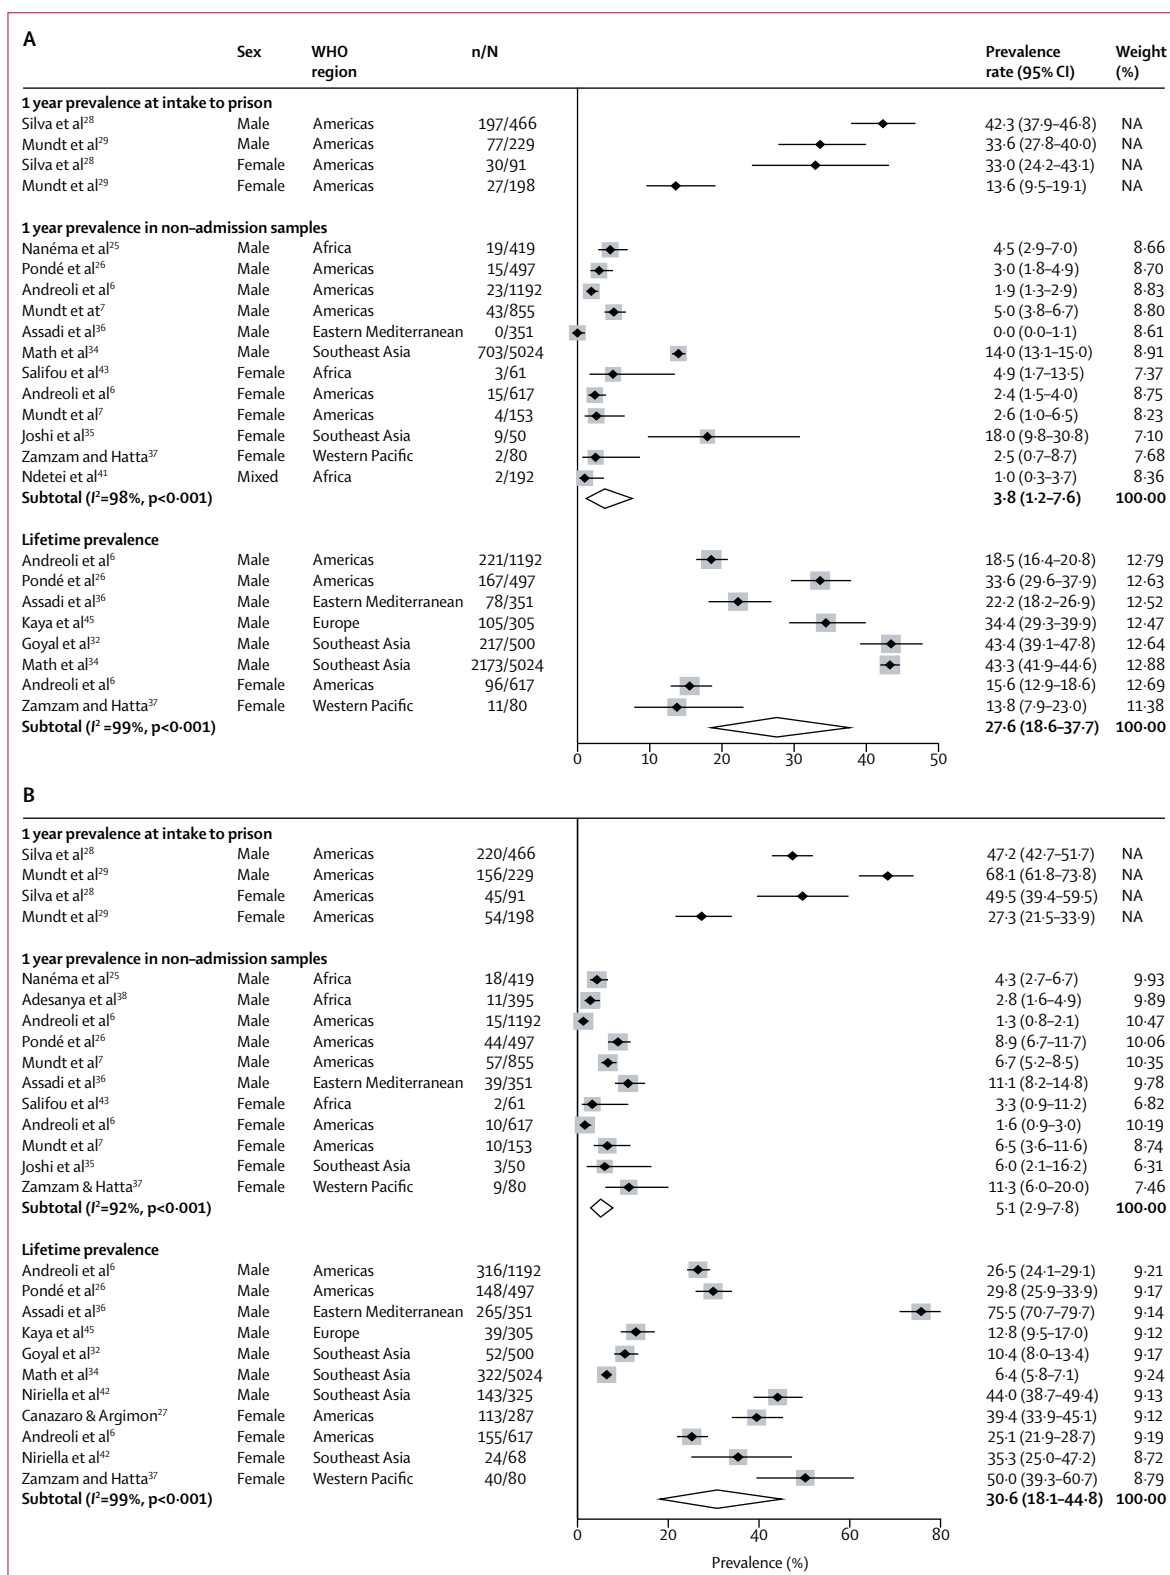 A
Sex WHO region n/N Prevalence rate (95% CI) Weight (%)
1 year prevalence at intake to prison
Silva et al²⁸ Male Americas 197/466 42·3 (37·9–46·8) NA
Mundt et al²⁹ Male Americas 77/229 33·6 (27·8–40·0) NA
Silva et al²⁸ Female Americas 30/91 33·0 (24·2–43·1) NA
Mundt et al²⁹ Female Americas 27/198 13·6 (9·5–19·1) NA
1 year prevalence in non–admission samples
Nanéma et al²⁵ Male Africa 19/419 4·5 (2·9–7·0) 8·66
Pondé et al²⁶ Male Americas 15/497 3·0 (1·8–4·9) 8·70
Andreoli et al⁶ Male Americas 23/1192 1·9 (1·3–2·9) 8·83
Mundt et at⁷ Male Americas 43/855 5·0 (3·8–6·7) 8·80
Assadi et al³⁶ Male Eastern Mediterranean 0/351 0·0 (0·0–1·1) 8·61
Math et al³⁴ Male Southeast Asia 703/5024 14·0 (13·1–15·0) 8·91
Salifou et al⁴³ Female Africa 3/61 4·9 (1·7–13·5) 7·37
Andreoli et al⁶ Female Americas 15/617 2·4 (1·5–4·0) 8·75
Mundt et al⁷ Female Americas 4/153 2·6 (1·0–6·5) 8·23
Joshi et al³⁵ Female Southeast Asia 9/50 18·0 (9·8–30·8) 7·10
Zamzam and Hatta³⁷ Female Western Pacific 2/80 2·5 (0·7–8·7) 7·68
Ndetei et al⁴¹ Mixed Africa 2/192 1·0 (0·3–3·7) 8·36
Subtotal (I²=98%, p<0·001) 3·8 (1·2–7·6) 100·00
Lifetime prevalence
Andreoli et al⁶ Male Americas 221/1192 18·5 (16·4–20·8) 12·79
Pondé et al²⁶ Male Americas 167/497 33·6 (29·6–37·9) 12·63
Assadi et al³⁶ Male Eastern Mediterranean 78/351 22·2 (18·2–26·9) 12·52
Kaya et al⁴⁵ Male Europe 105/305 34·4 (29·3–39·9) 12·47
Goyal et al³² Male Southeast Asia 217/500 43·4 (39·1–47·8) 12·64
Math et al³⁴ Male Southeast Asia 2173/5024 43·3 (41·9–44·6) 12·88
Andreoli et al⁶ Female Americas 96/617 15·6 (12·9–18·6) 12·69
Zamzam and Hatta³⁷ Female Western Pacific 11/80 13·8 (7·9–23·0) 11·38
Subtotal (I² =99%, p<0·001) 27·6 (18·6–37·7) 100·00
0 10 20 30 40 50
B
1 year prevalence at intake to prison
Silva et al²⁸ Male Americas 220/466 47·2 (42·7–51·7) NA
Mundt et al²⁹ Male Americas 156/229 68·1 (61·8–73·8) NA
Silva et al²⁸ Female Americas 45/91 49·5 (39·4–59·5) NA
Mundt et al²⁹ Female Americas 54/198 27·3 (21·5–33·9) NA
1 year prevalence in non–admission samples
Nanéma et al²⁵ Male Africa 18/419 4·3 (2·7–6·7) 9·93
Adesanya et al³⁸ Male Africa 11/395 2·8 (1·6–4·9) 9·89
Andreoli et al⁶ Male Americas 15/1192 1·3 (0·8–2·1) 10·47
Pondé et al²⁶ Male Americas 44/497 8·9 (6·7–11·7) 10·06
Mundt et al⁷ Male Americas 57/855 6·7 (5·2–8·5) 10·35
Assadi et al³⁶ Male Eastern Mediterranean 39/351 11·1 (8·2–14·8) 9·78
Salifou et al⁴³ Female Africa 2/61 3·3 (0·9–11·2) 6·82
Andreoli et al⁶ Female Americas 10/617 1·6 (0·9–3·0) 10·19
Mundt et al⁷ Female Americas 10/153 6·5 (3·6–11·6) 8·74
Joshi et al³⁵ Female Southeast Asia 3/50 6·0 (2·1–16·2) 6·31
Zamzam & Hatta³⁷ Female Western Pacific 9/80 11·3 (6·0–20·0) 7·46
Subtotal (I²=92%, p<0·001) 5·1 (2·9–7·8) 100·00
Lifetime prevalence
Andreoli et al⁶ Male Americas 316/1192 26·5 (24·1–29·1) 9·21
Pondé et al²⁶ Male Americas 148/497 29·8 (25·9–33·9) 9·17
Assadi et al³⁶ Male Eastern Mediterranean 265/351 75·5 (70·7–79·7) 9·14
Kaya et al⁴⁵ Male Europe 39/305 12·8 (9·5–17·0) 9·12
Goyal et al³² Male Southeast Asia 52/500 10·4 (8·0–13·4) 9·17
Math et al³⁴ Male Southeast Asia 322/5024 6·4 (5·8–7·1) 9·24
Niriella et al⁴² Male Southeast Asia 143/325 44·0 (38·7–49·4) 9·13
Canazaro & Argimon²⁷ Female Americas 113/287 39·4 (33·9–45·1) 9·12
Andreoli et al⁶ Female Americas 155/617 25·1 (21·9–28·7) 9·19
Niriella et al⁴² Female Southeast Asia 24/68 35·3 (25·0–47·2) 8·72
Zamzam and Hatta³⁷ Female Western Pacific 40/80 50·0 (39·3–60·7) 8·79
Subtotal (I²=99%, p<0·001) 30·6 (18·1–44·8) 100·00
0 20 40 60 80
Prevalence (%)